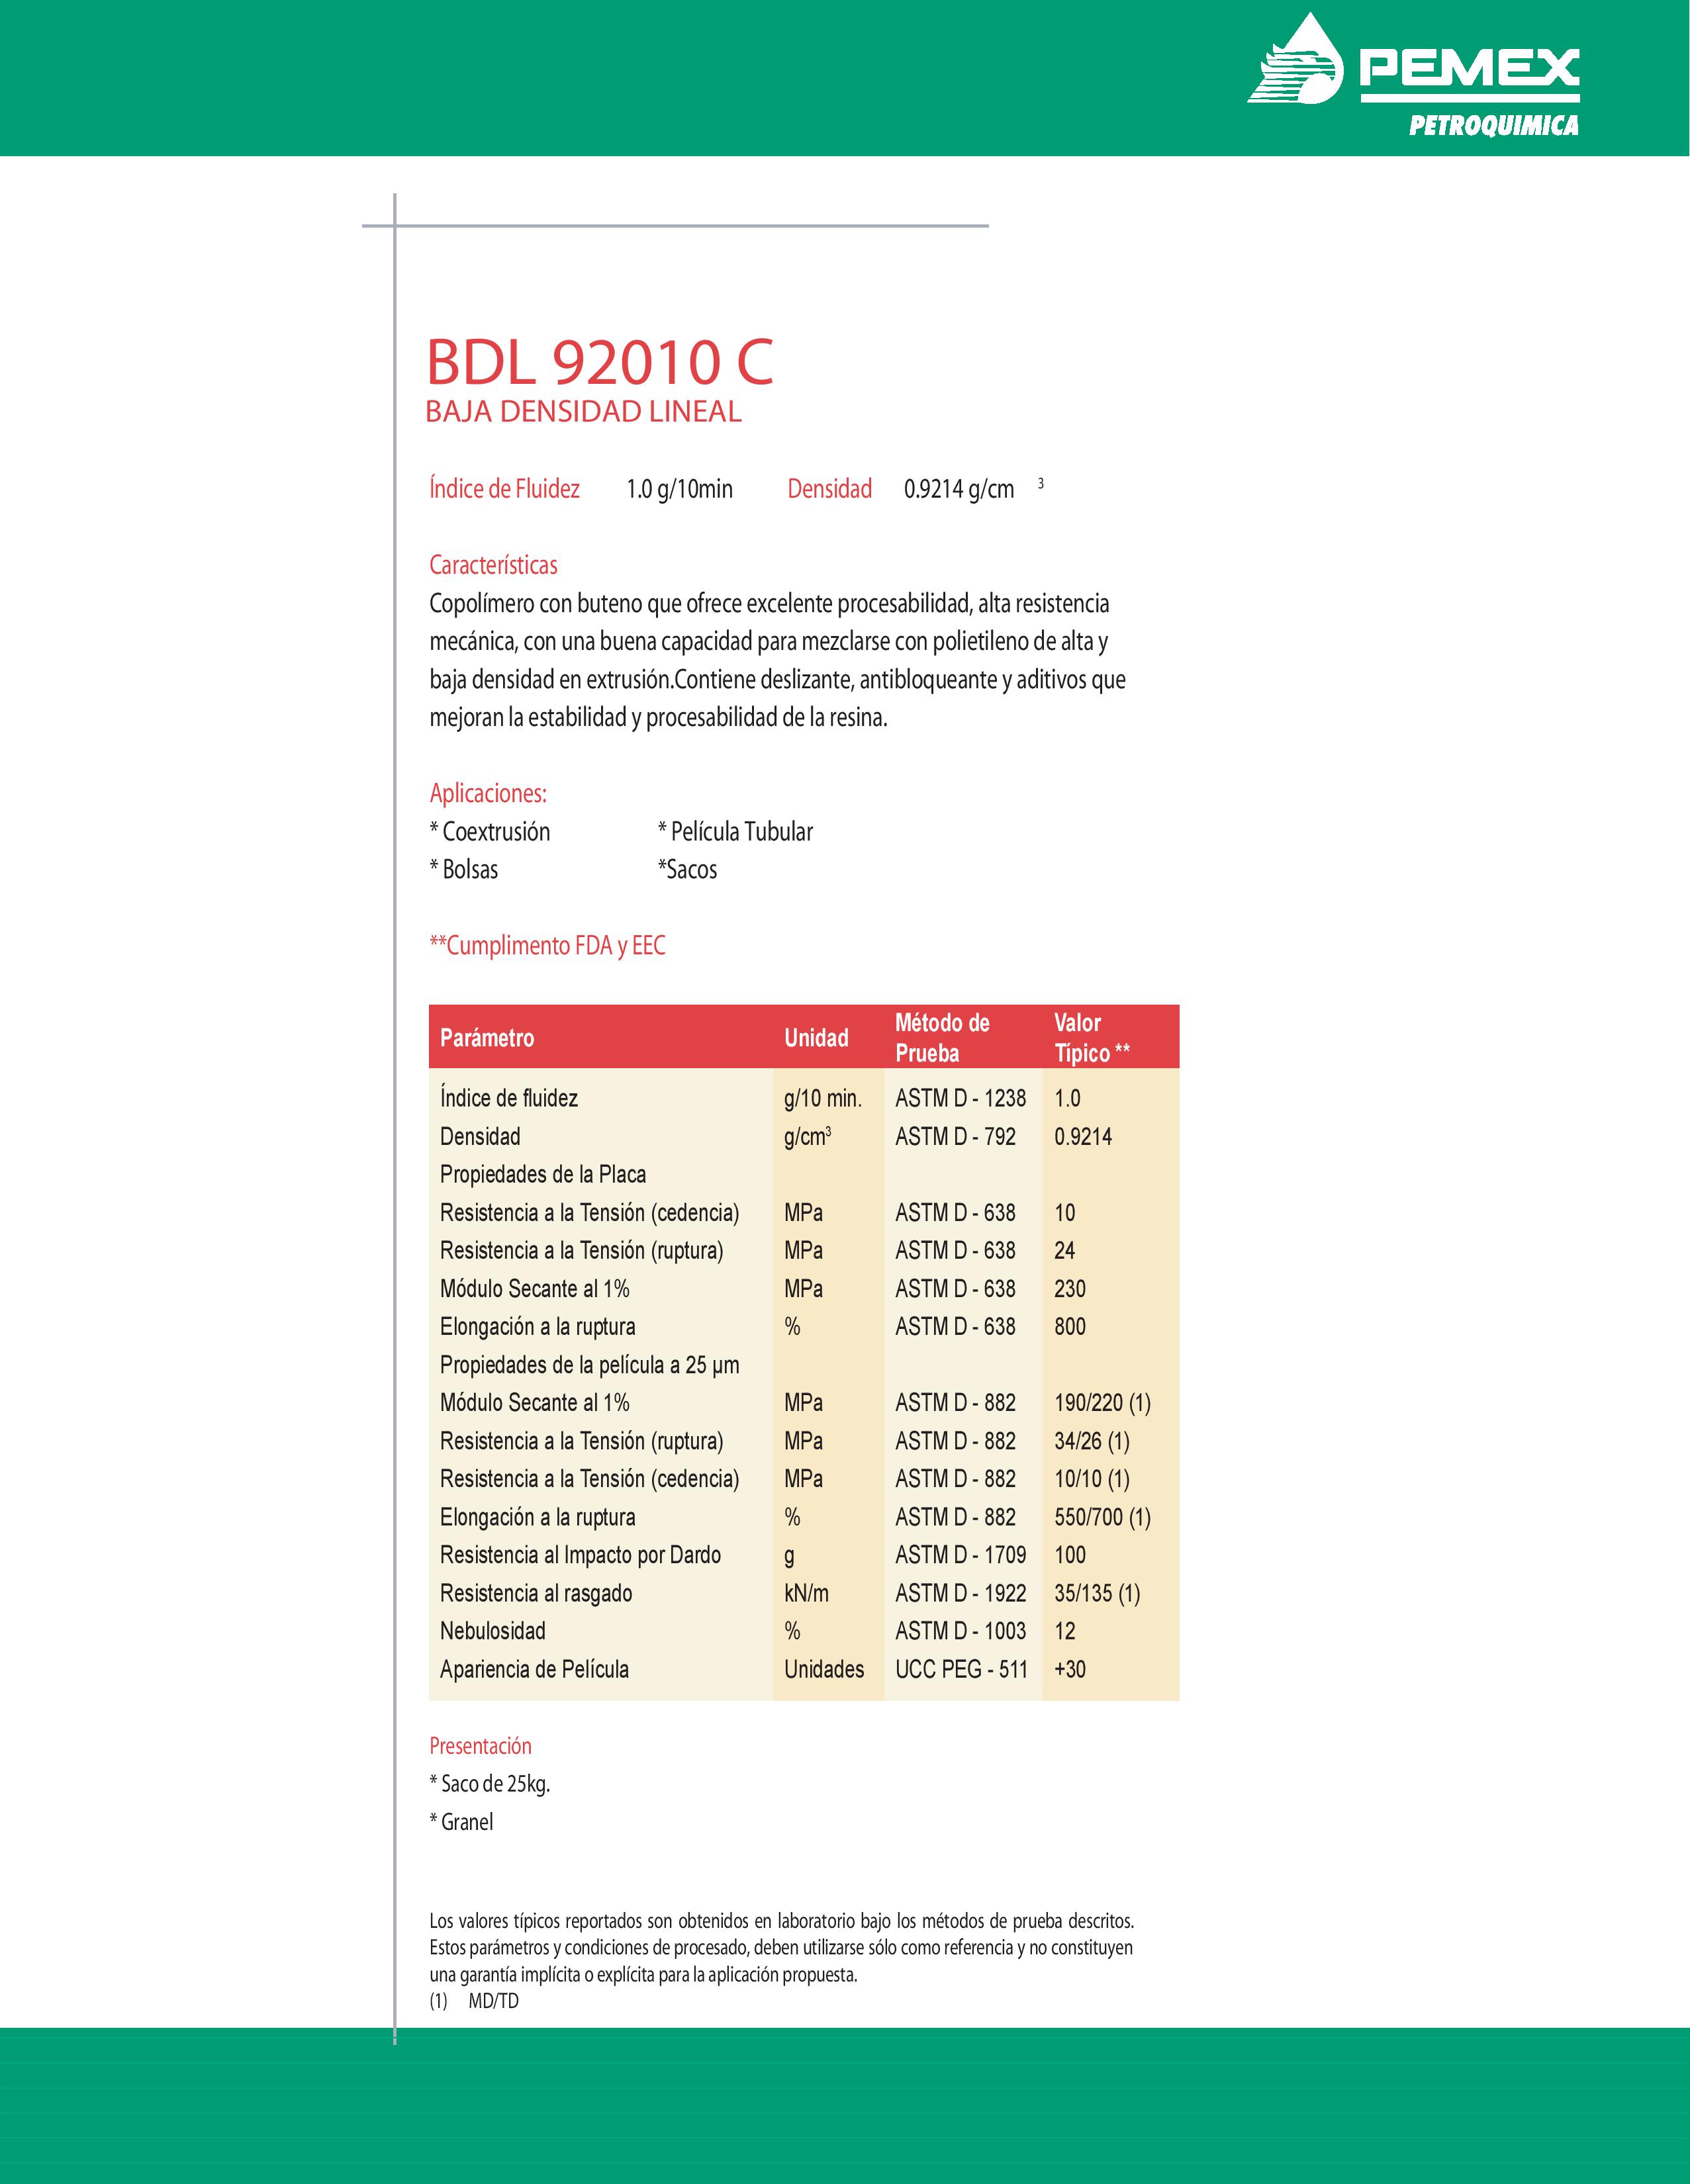 PEMEX
PETROQUIMICA
BDL 92010 C
BAJA DENSIDAD LINEAL
Índice de Fluidez 1.0 g/10min Densidad 0.9214 g/cm 3
Características
Copolímero con buteno que ofrece excelente procesabilidad, alta resistencia
mecánica, con una buena capacidad para mezclarse con polietileno de alta y
baja densidad en extrusión.Contiene deslizante, antibloqueante y aditivos que
mejoran la estabilidad y procesabilidad de la resina.
Aplicaciones:
* Coextrusión * Película Tubular
* Bolsas *Sacos
**Cumplimento FDA y EEC
Parámetro Unidad Método de Prueba Valor Típico **
Índice de fluidez g/10 min. ASTM D - 1238 1.0
Densidad g/cm³ ASTM D - 792 0.9214
Propiedades de la Placa
Resistencia a la Tensión (cedencia) MPa ASTM D - 638 10
Resistencia a la Tensión (ruptura) MPa ASTM D - 638 24
Módulo Secante al 1% MPa ASTM D - 638 230
Elongación a la ruptura % ASTM D - 638 800
Propiedades de la película a 25 µm
Módulo Secante al 1% MPa ASTM D - 882 190/220 (1)
Resistencia a la Tensión (ruptura) MPa ASTM D - 882 34/26 (1)
Resistencia a la Tensión (cedencia) MPa ASTM D - 882 10/10 (1)
Elongación a la ruptura % ASTM D - 882 550/700 (1)
Resistencia al Impacto por Dardo g ASTM D - 1709 100
Resistencia al rasgado kN/m ASTM D - 1922 35/135 (1)
Nebulosidad % ASTM D - 1003 12
Apariencia de Película Unidades UCC PEG - 511 +30
Presentación
* Saco de 25kg.
* Granel
Los valores típicos reportados son obtenidos en laboratorio bajo los métodos de prueba descritos.
Estos parámetros y condiciones de procesado, deben utilizarse sólo como referencia y no constituyen
una garantía implícita o explícita para la aplicación propuesta.
(1) MD/TD